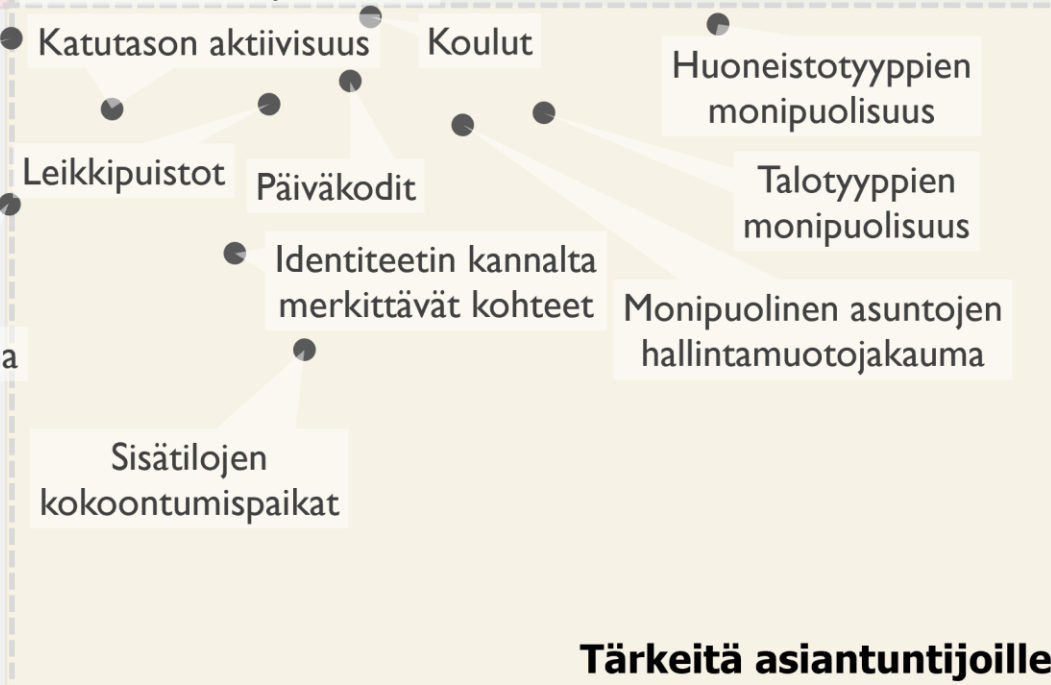 Katutason aktiivisuus
Koulut
Huoneistotyyppien
monipuolisuus
Leikkipuistot
Päiväkodit
Talotyyppien
monipuolisuus
Identiteetin kannalta
merkittävät kohteet
Monipuolinen asuntojen
hallintamuotojakauma
a
Sisätilojen
kokoontumispaikat
Tärkeitä asiantuntijoille